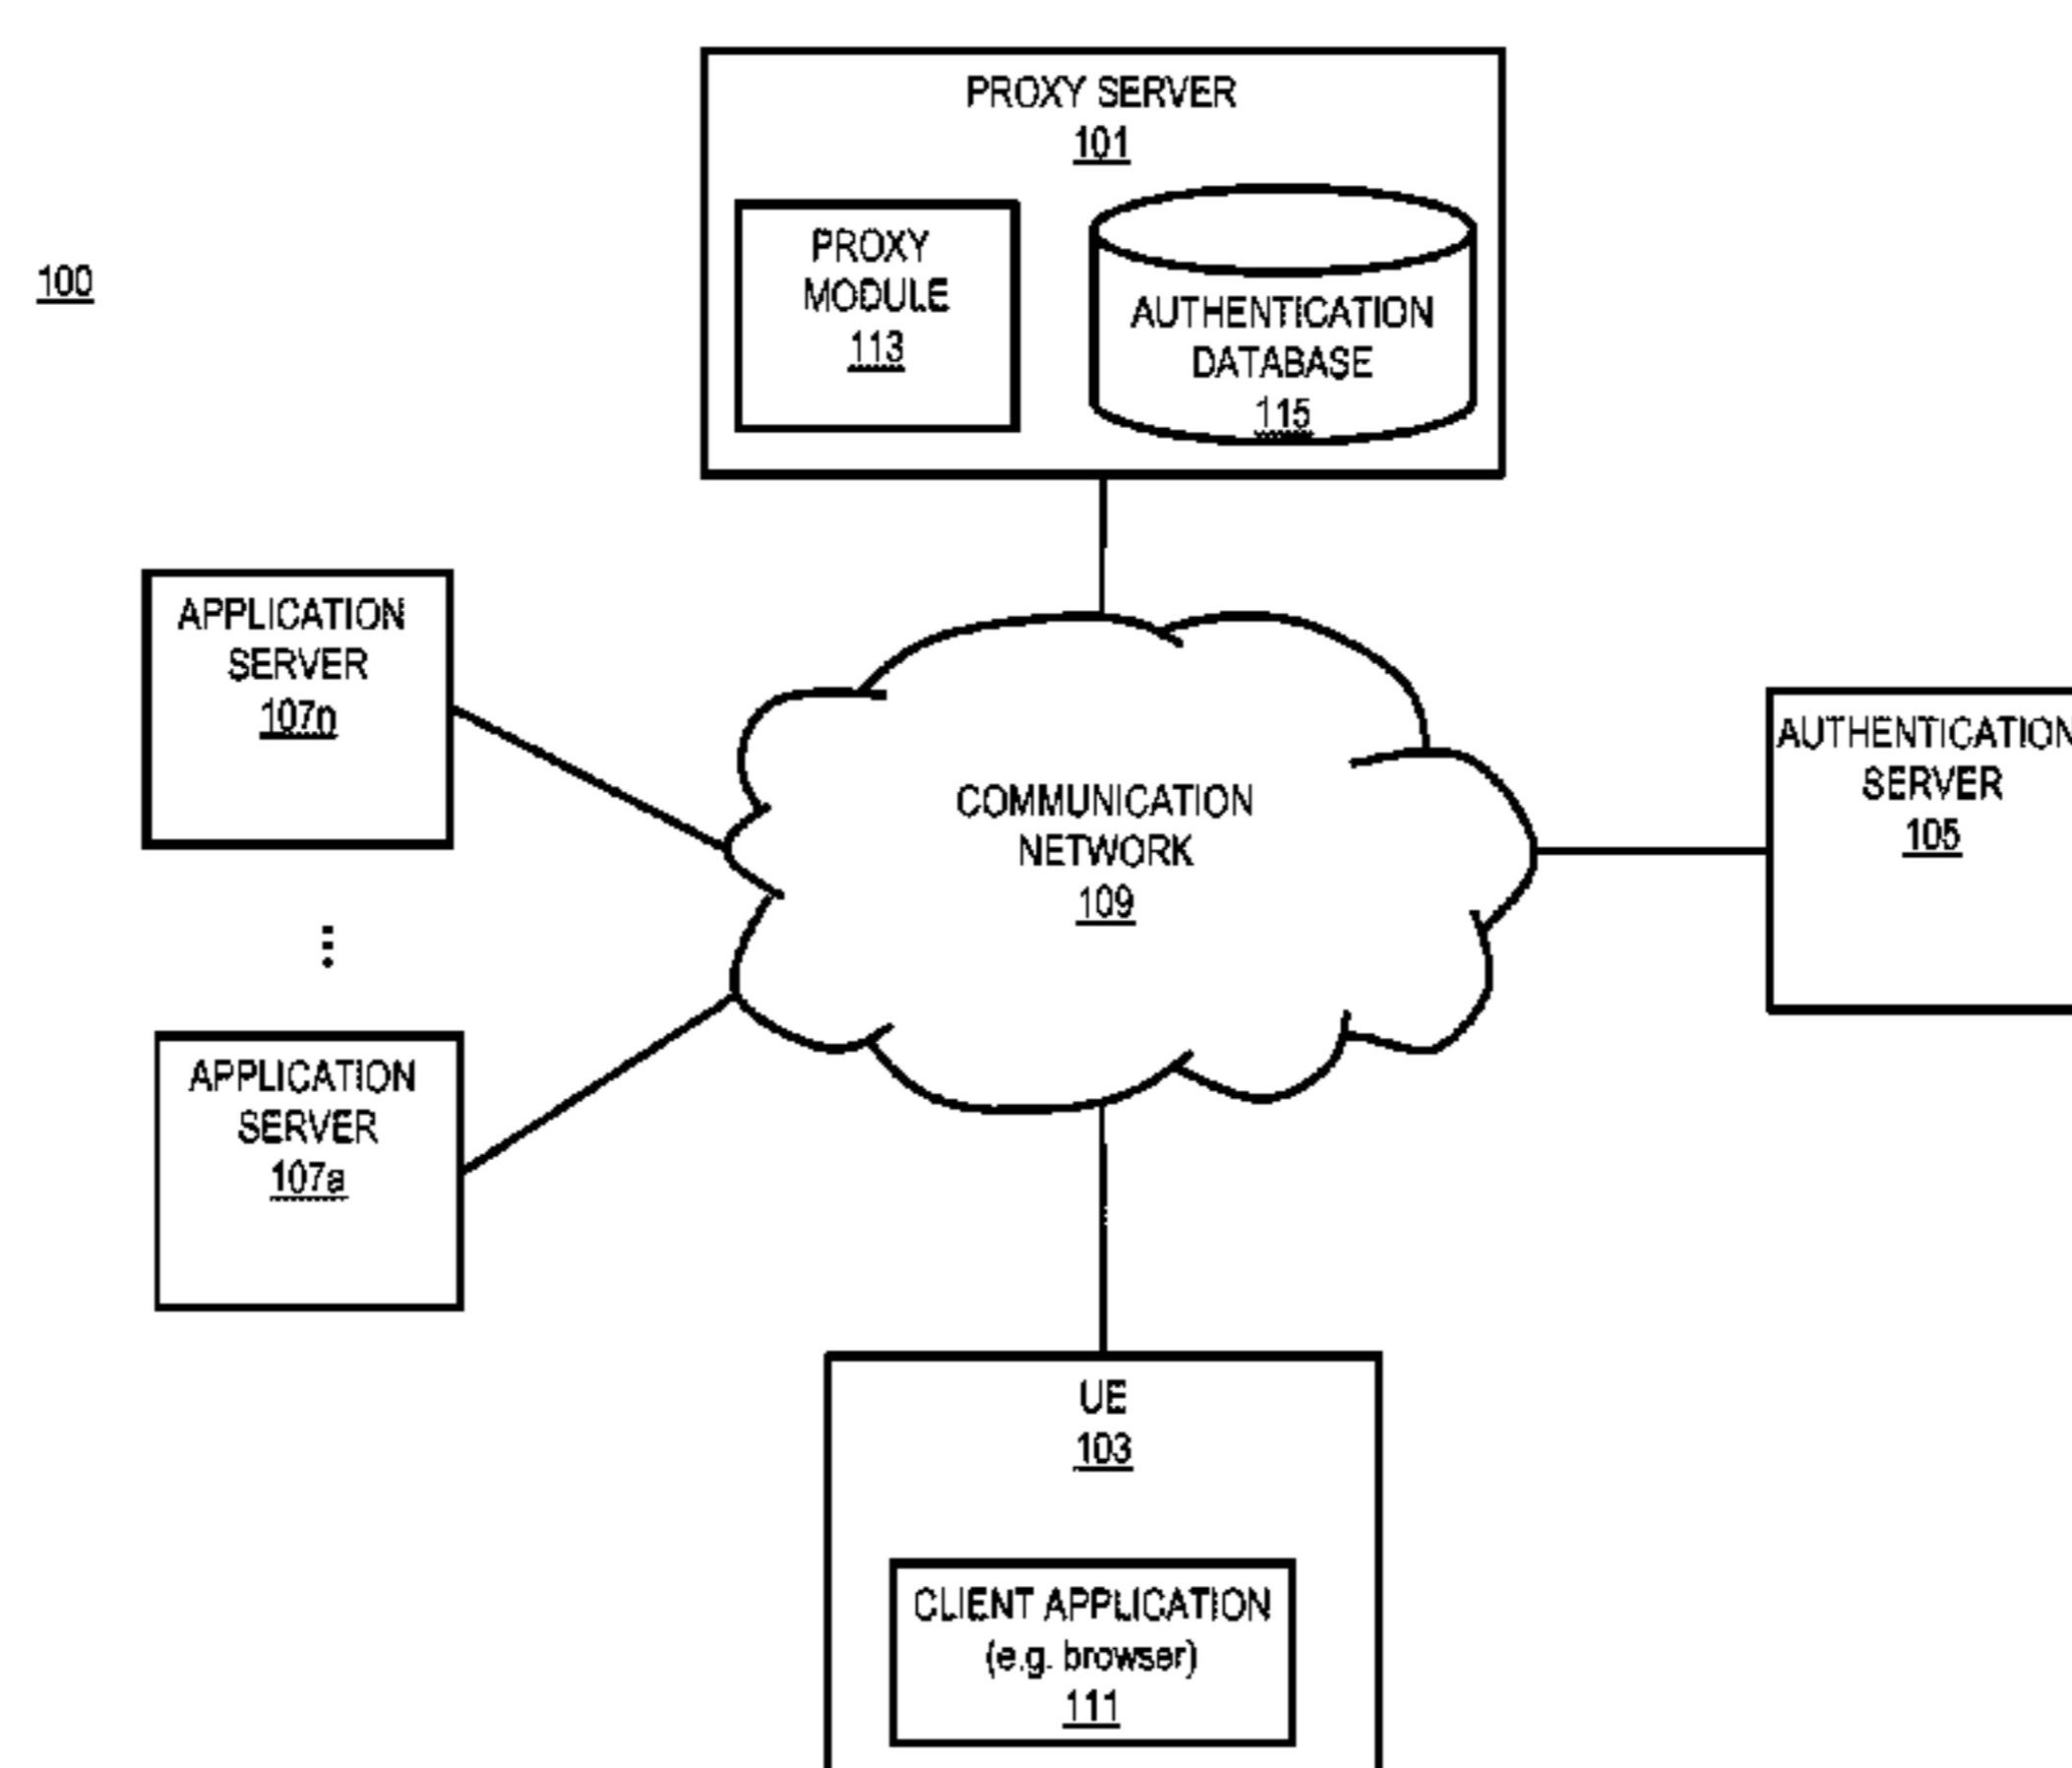 PROXY SERVER
101
PROXY
MODULE
113
AUTHENTICATION
DATABASE
115
100
APPLICATION
SERVER
107n
COMMUNICATION
NETWORK
109
AUTHENTICATION
SERVER
105
APPLICATION
SERVER
107a
UE
103
CLIENT APPLICATION
(e.g. browser)
111